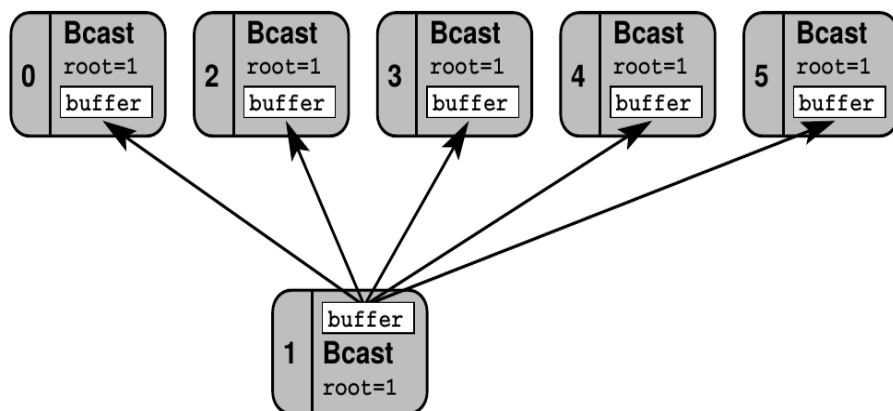 0
Bcast
root=1
buffer
2
Bcast
root=1
buffer
3
Bcast
root=1
buffer
4
Bcast
root=1
buffer
5
Bcast
root=1
buffer
1
buffer
Bcast
root=1